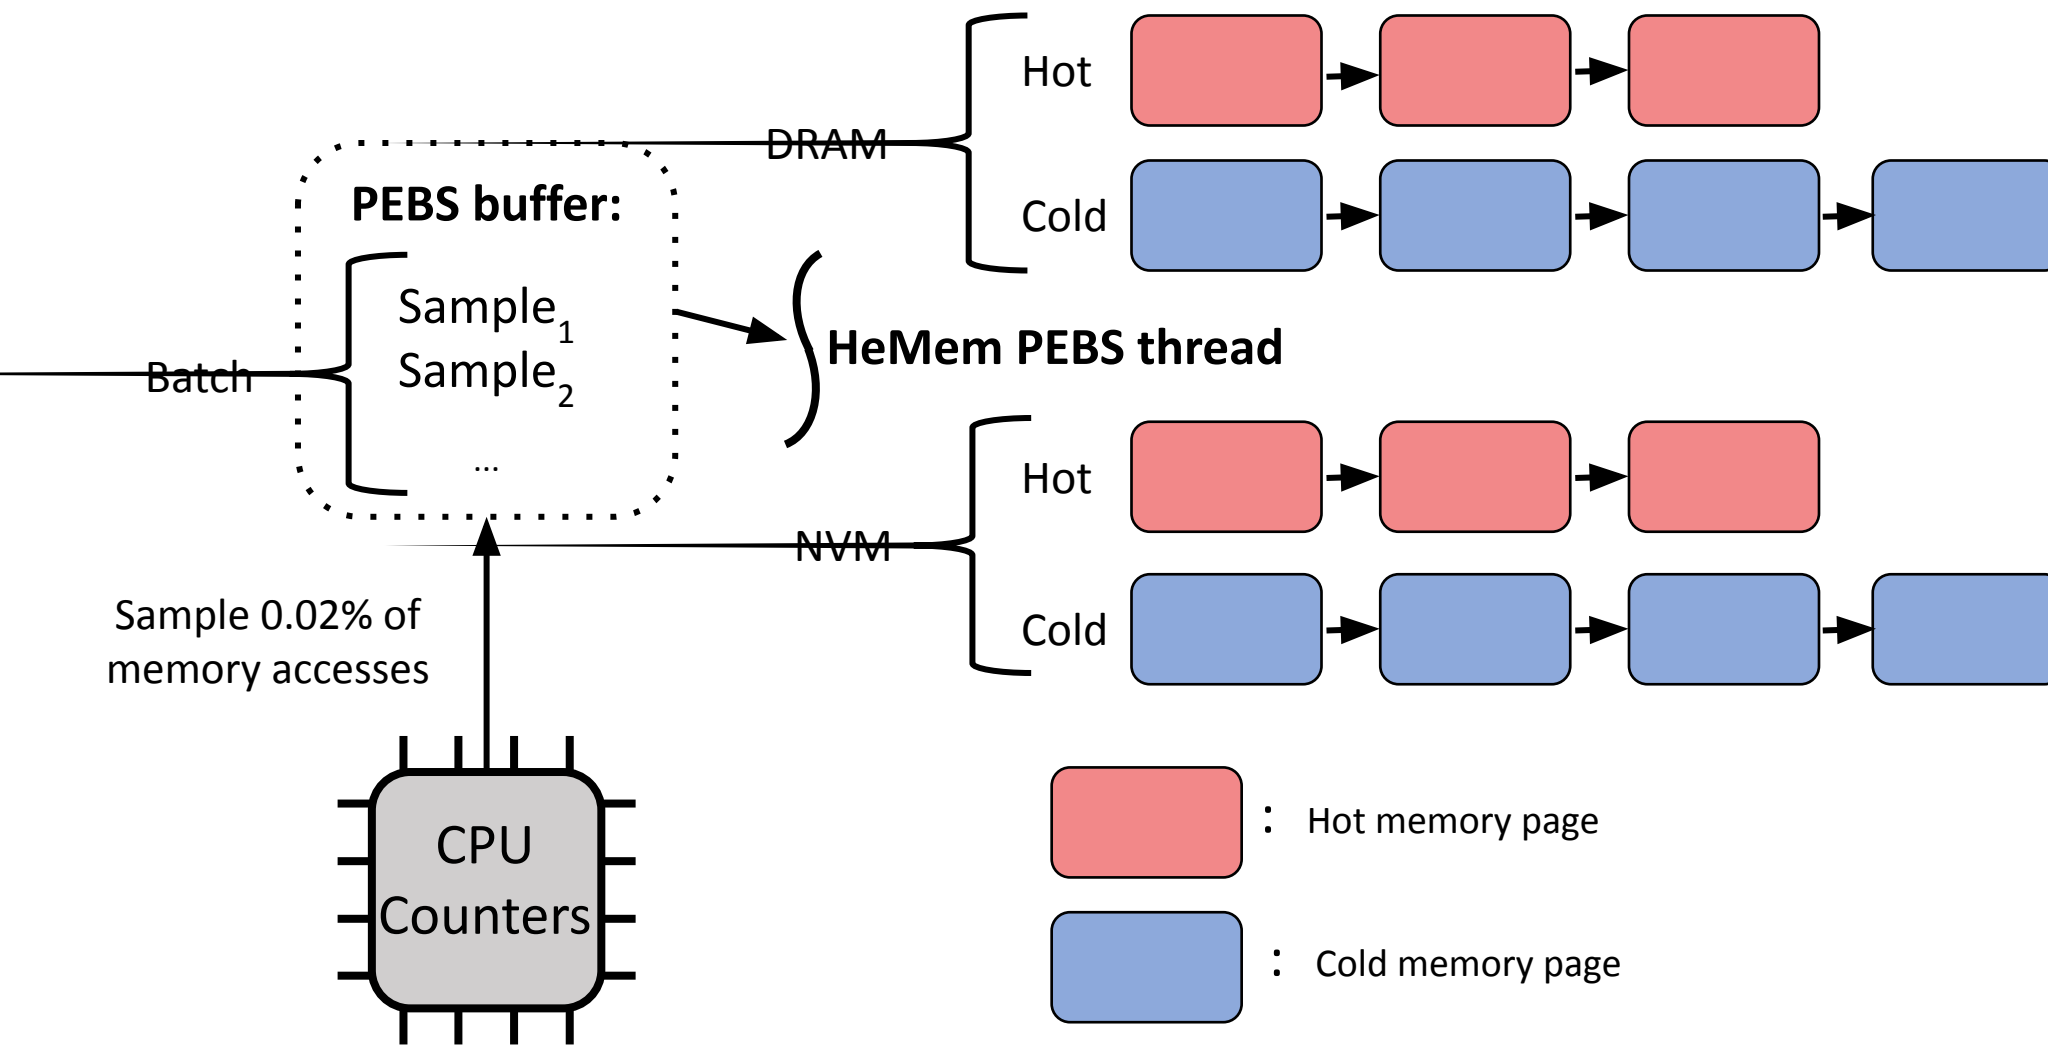 Hot
DRAM
Cold
PEBS buffer:
Sample1
Sample2
...
Batch
HeMem PEBS thread
Hot
NVM
Cold
Sample 0.02% of
memory accesses
CPU
Counters
: Hot memory page
: Cold memory page